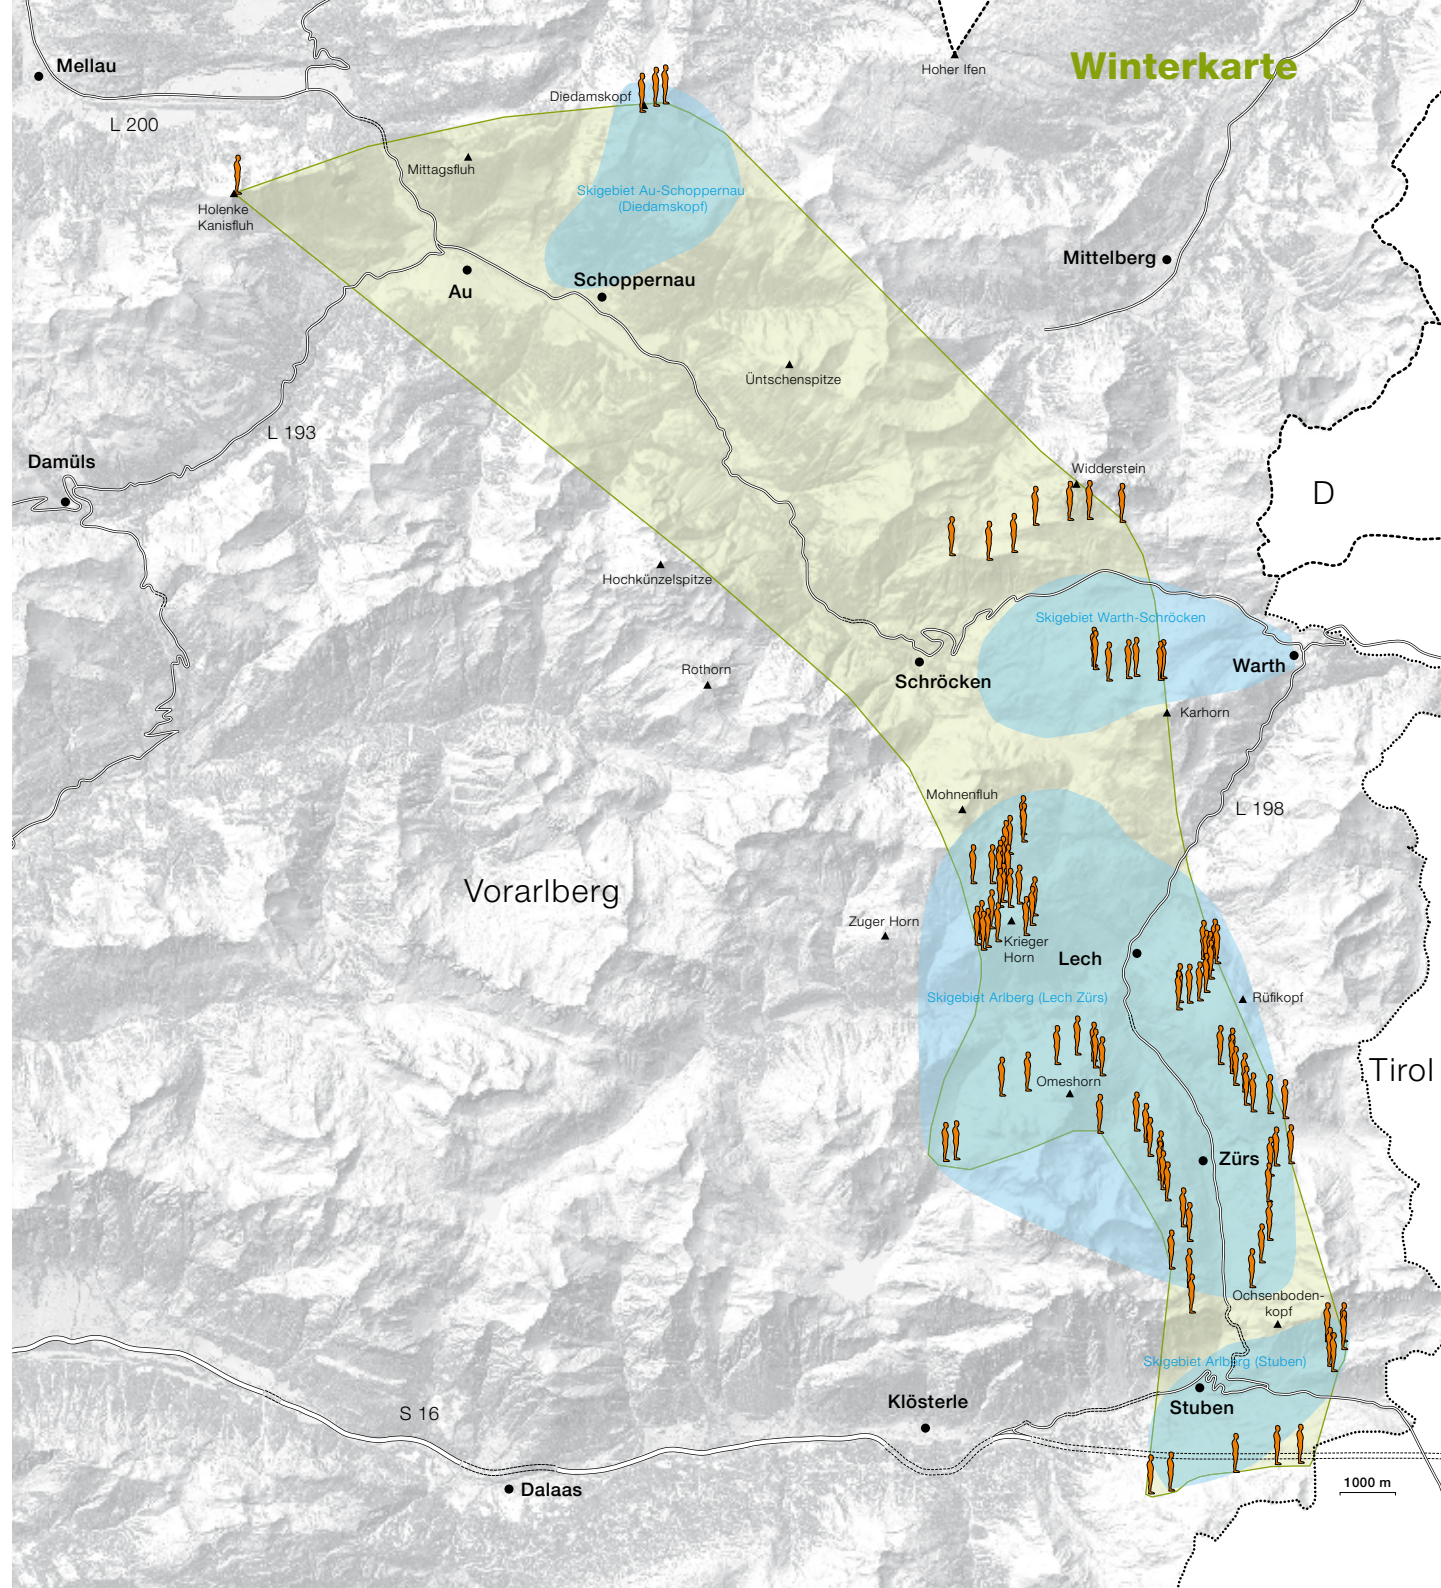 Winterkarte
Hoher Ifen
Mellau
Diedamskopf
L 200
Mittagsfluh
Holenke
Kanisfluh
Skigebiet Au-Schoppernau
(Diedamskopf)
Mittelberg
Schoppernau
Au
Üntschenspitze
L 193
Damüls
Widderstein
D
Hochkünzelspitze
Skigebiet Warth-Schröcken
Rothorn
Warth
Schröcken
Karhorn
Mohnenfluh
L 198
Vorarlberg
Zuger Horn
Krieger
Horn
Lech
Skigebiet Arlberg (Lech Zürs)
Rüfikopf
Tirol
Omeshorn
Zürs
Ochsenboden-
kopf
Skigebiet Arlberg (Stuben)
Klösterle
Stuben
S 16
1000 m
Dalaas